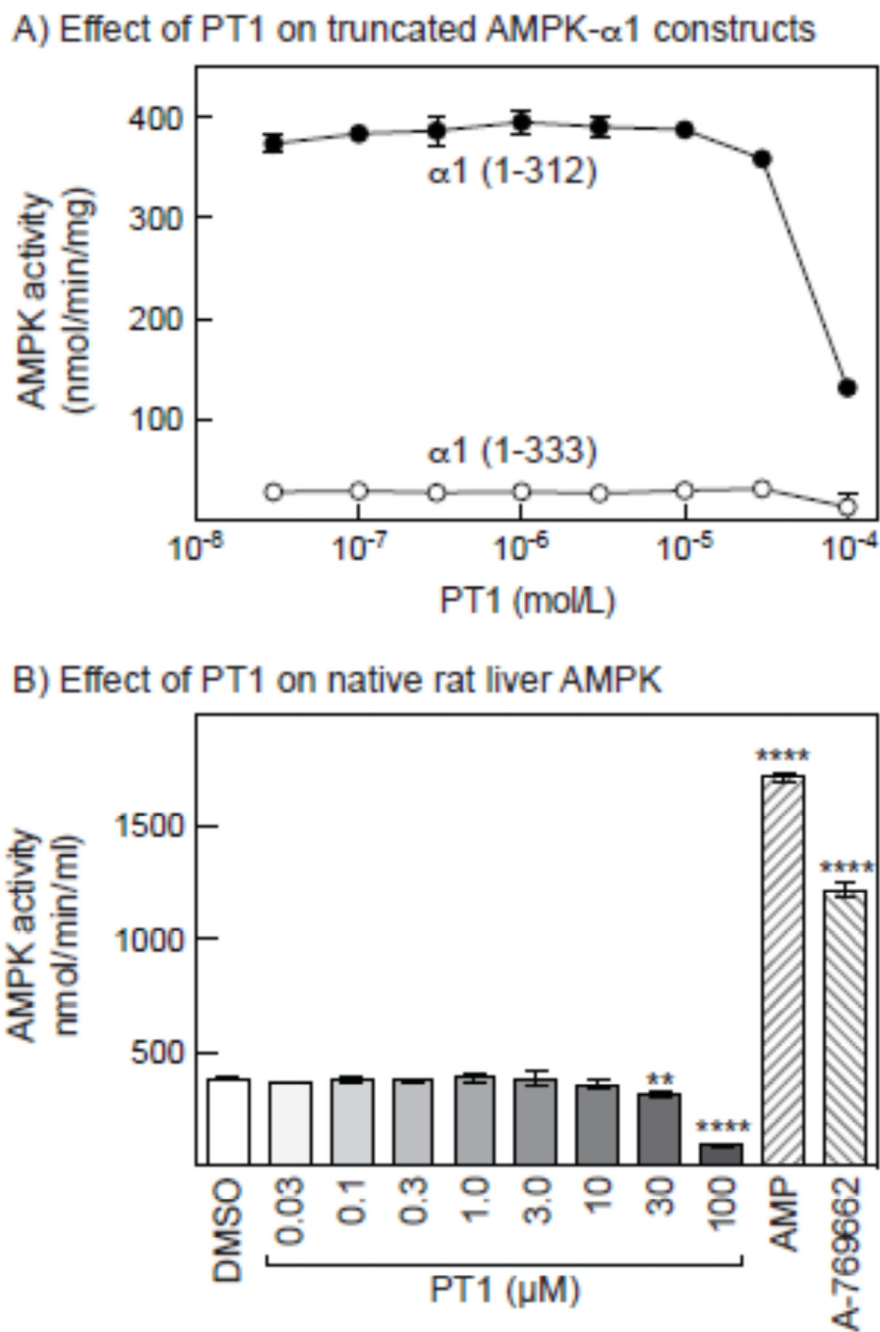 A) Effect of PT1 on truncated AMPK-α1 constructs
AMPK activity
(nmol/min/mg)
400
300
200
100
α1 (1-312)
α1 (1-333)
10⁻⁸ 10⁻⁷ 10⁻⁶ 10⁻⁵ 10⁻⁴
PT1 (mol/L)
B) Effect of PT1 on native rat liver AMPK
AMPK activity
nmol/min/ml)
1500
1000
500
**
****
****
****
DMSO
0.03
0.1
0.3
1.0
3.0
10
30
100
AMP
A-769662
PT1 (µM)